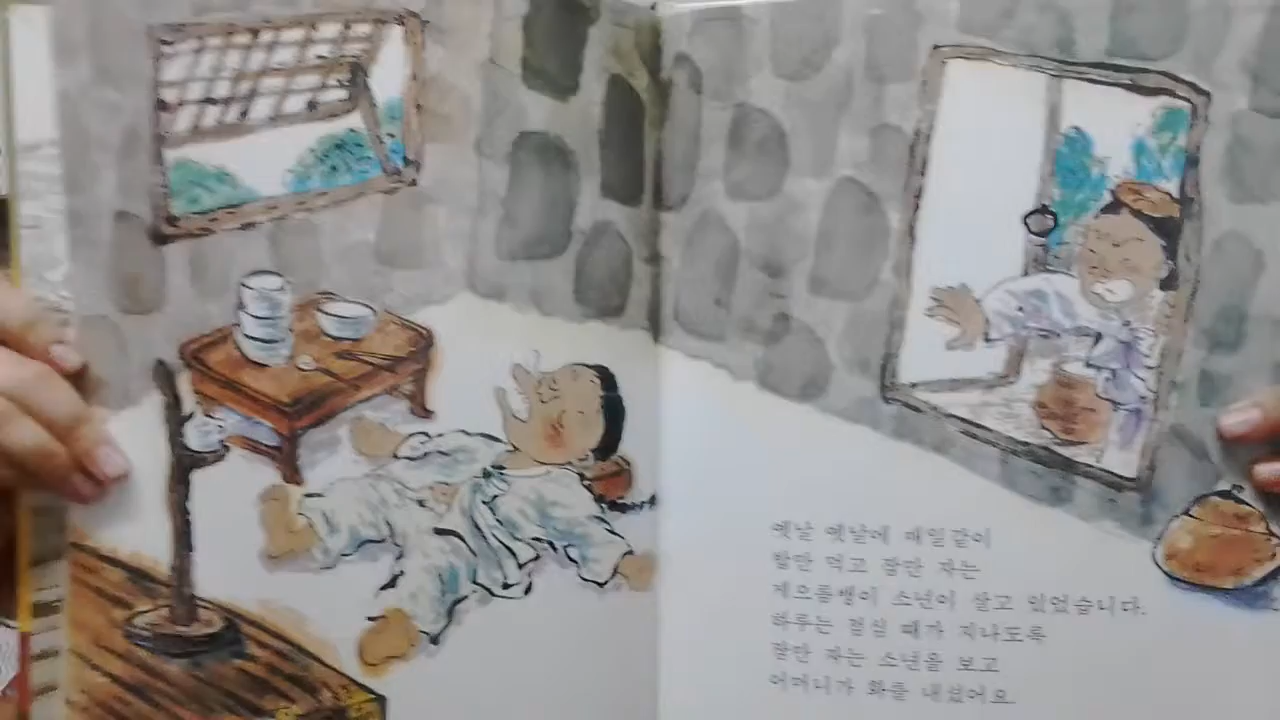 옛날 옛날에 매일같이
밥만 먹고 잠만 자는
게으름뱅이 소년이 살고 있었습니다.
하루는 점심 때가 지나도록
잠만 자는 소년을 보고
어머니가 화를 내셨어요.